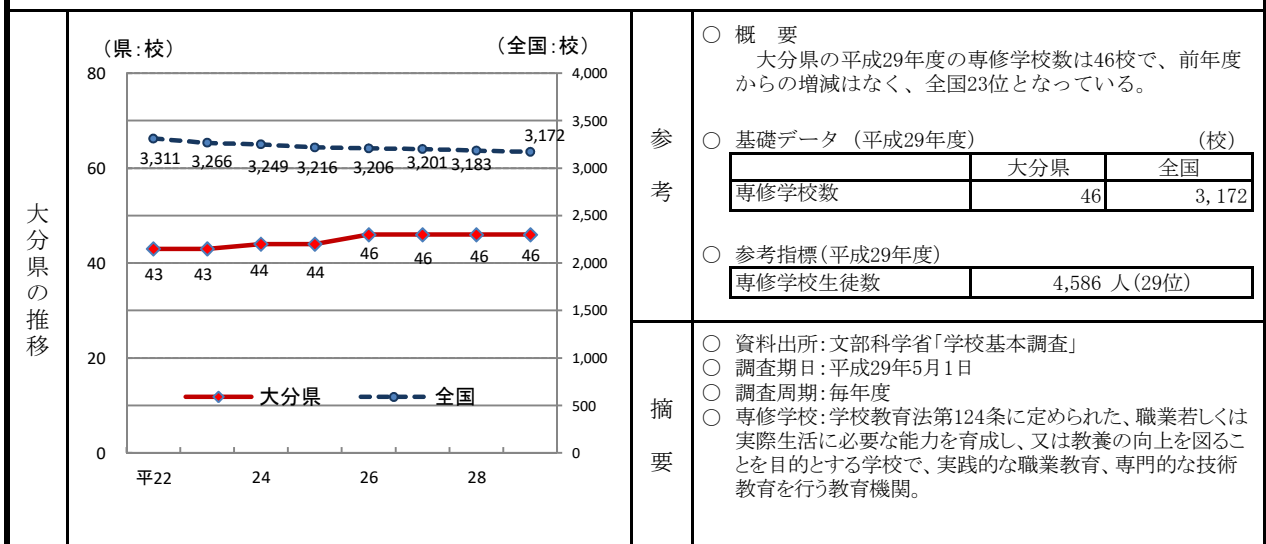 大分県の推移
（県:校）
（全国:校）
80
60
40
20
0
4,000
3,500
3,000
2,500
2,000
1,500
1,000
500
0
3,311 3,266 3,249 3,216 3,206 3,201 3,183 3,172
43 43 44 44 46 46 46 46
大分県 全国
平22 24 26 28
参考
○ 概　要
大分県の平成29年度の専修学校数は46校で、前年度
からの増減はなく、全国23位となっている。
○ 基礎データ（平成29年度） （校）
大分県 全国
専修学校数 46 3,172
○ 参考指標（平成29年度）
専修学校生徒数 4,586 人（29位）
摘要
○ 資料出所：文部科学省「学校基本調査」
○ 調査期日：平成29年5月1日
○ 調査周期：毎年度
○ 専修学校：学校教育法第124条に定められた、職業若しくは
実際生活に必要な能力を育成し、又は教養の向上を図るこ
とを目的とする学校で、実践的な職業教育、専門的な技術
教育を行う教育機関。